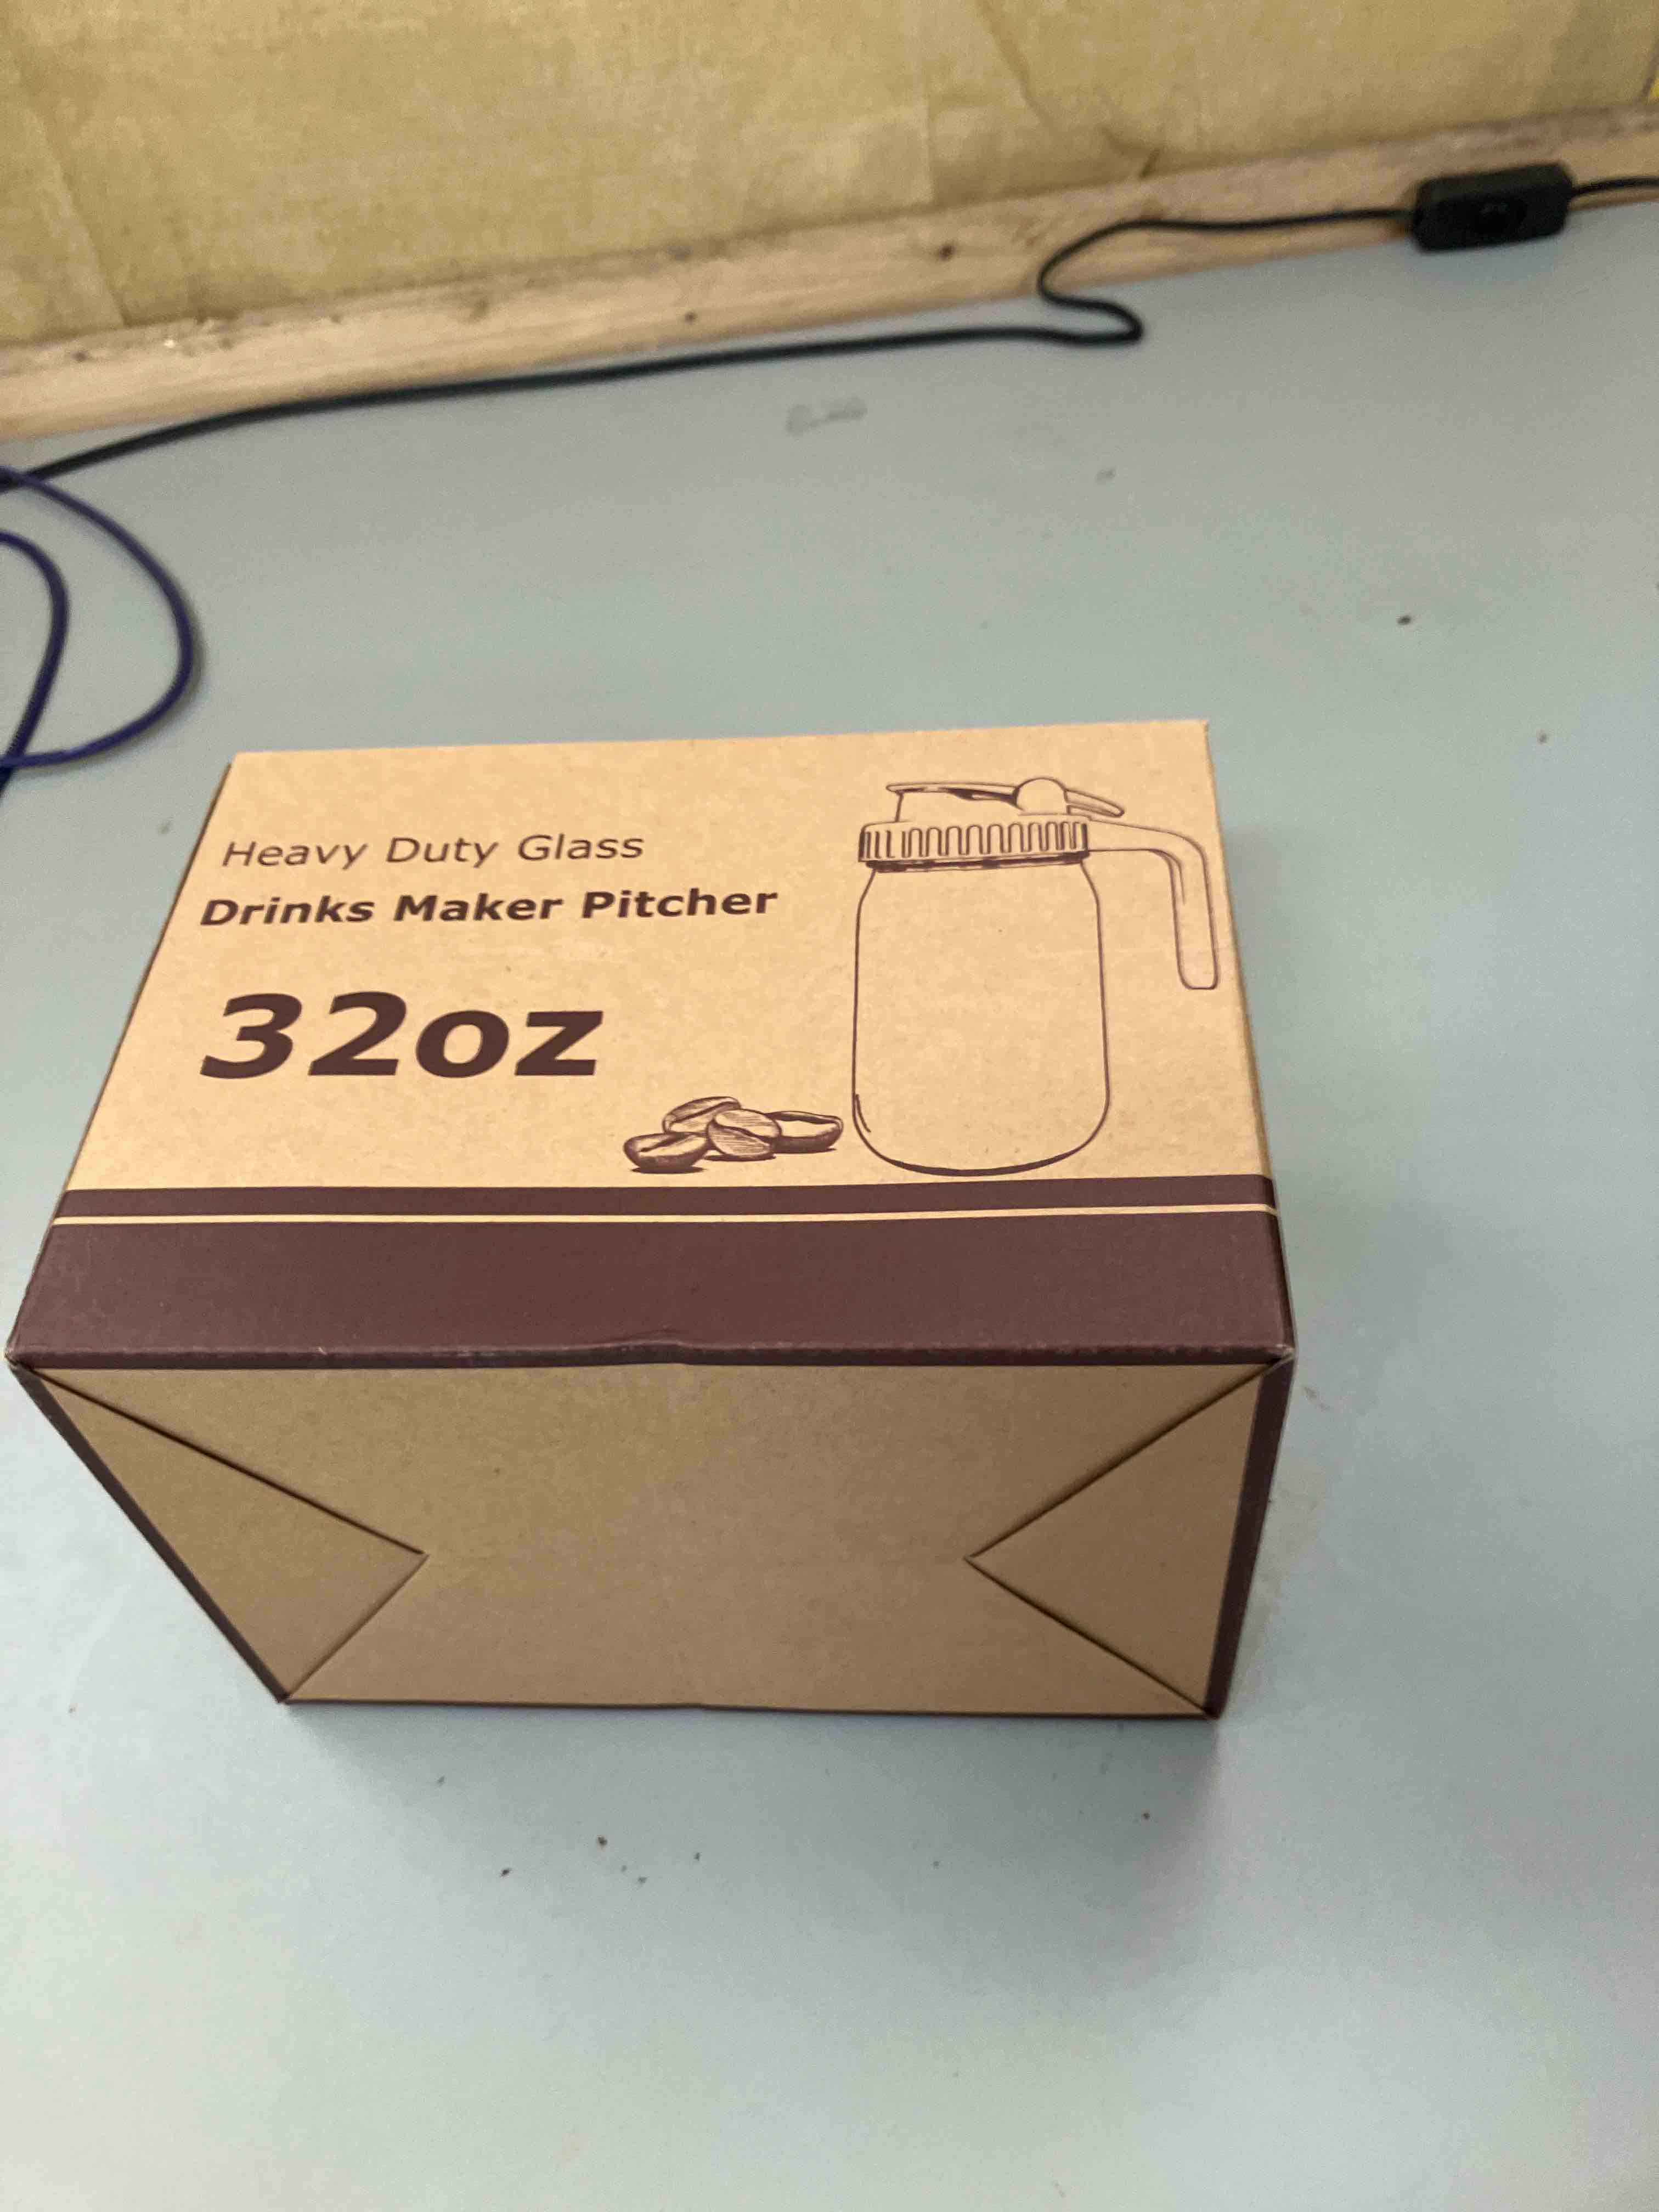 Heavy Duty Glass
Drinks Maker Pitcher
32oz